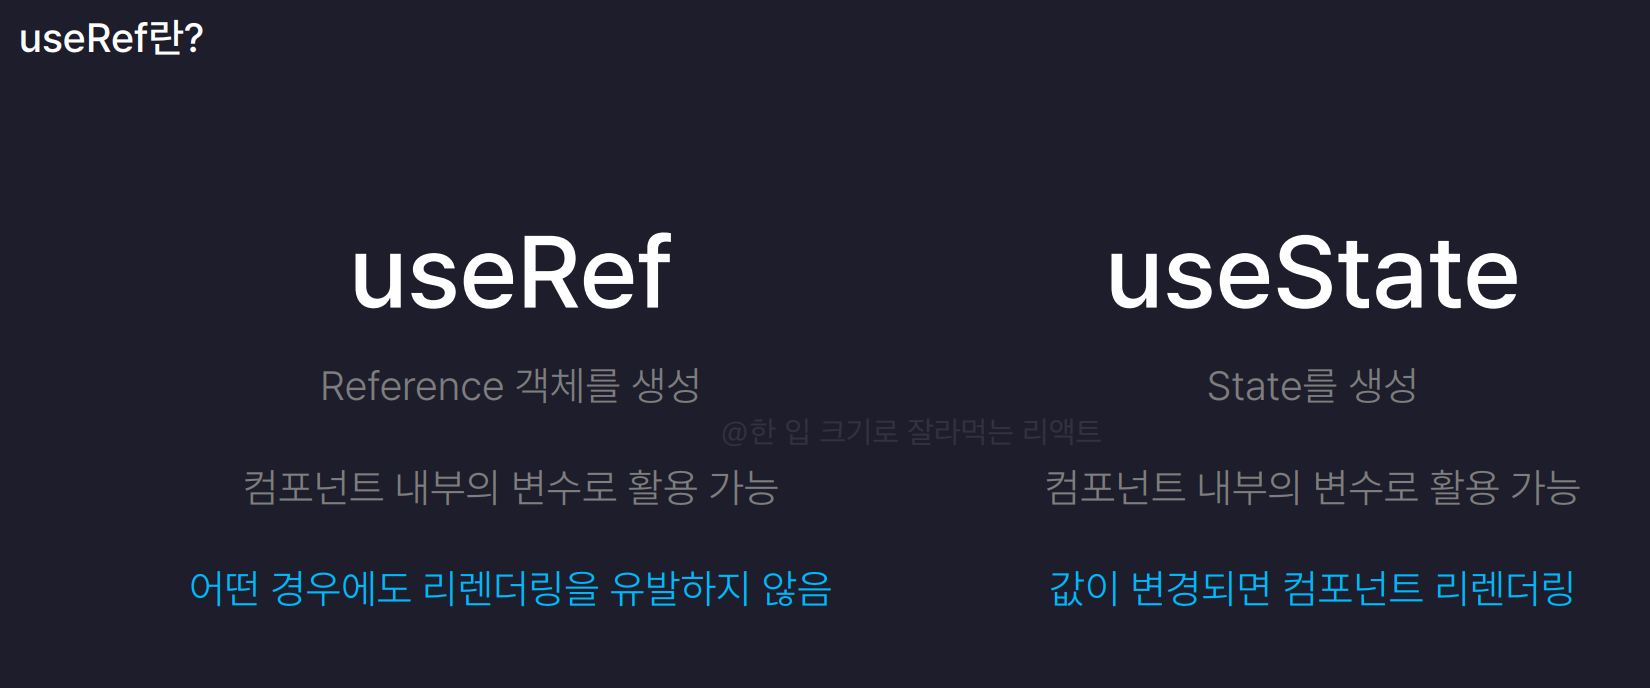 useRef란?
useRef
Reference 객체를 생성
컴포넌트 내부의 변수로 활용 가능
어떤 경우에도 리렌더링을 유발하지 않음
useState
State를 생성
컴포넌트 내부의 변수로 활용 가능
값이 변경되면 컴포넌트 리렌더링
@한 입 크기로 잘라먹는 리액트